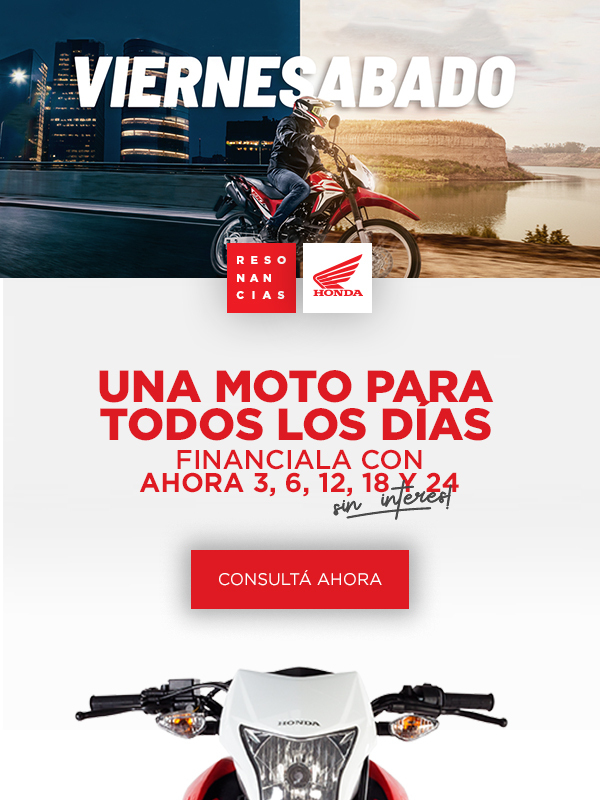 VIERNESABADO
RESO
NAN
CIAS
HONDA
UNA MOTO PARA
TODOS LOS DÍAS
FINANCIALA CON
AHORA 3, 6, 12, 18 Y 24
sin interes!
CONSULTÁ AHORA
HONDA